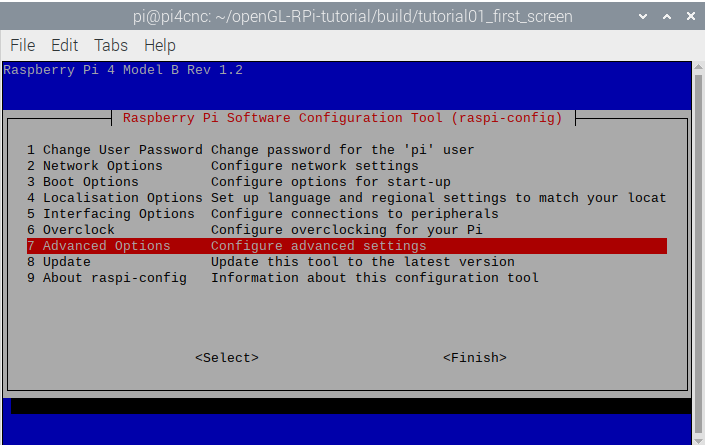 pi@pi4cnc: ~/openGL-RPi-tutorial/build/tutorial01_first_screen
File Edit Tabs Help
Raspberry Pi 4 Model B Rev 1.2
Raspberry Pi Software Configuration Tool (raspi-config)
1 Change User Password Change password for the 'pi' user
2 Network Options Configure network settings
3 Boot Options Configure options for start-up
4 Localisation Options Set up language and regional settings to match your locat
5 Interfacing Options Configure connections to peripherals
6 Overclock Configure overclocking for your Pi
7 Advanced Options Configure advanced settings
8 Update Update this tool to the latest version
9 About raspi-config Information about this configuration tool
<Select> <Finish>